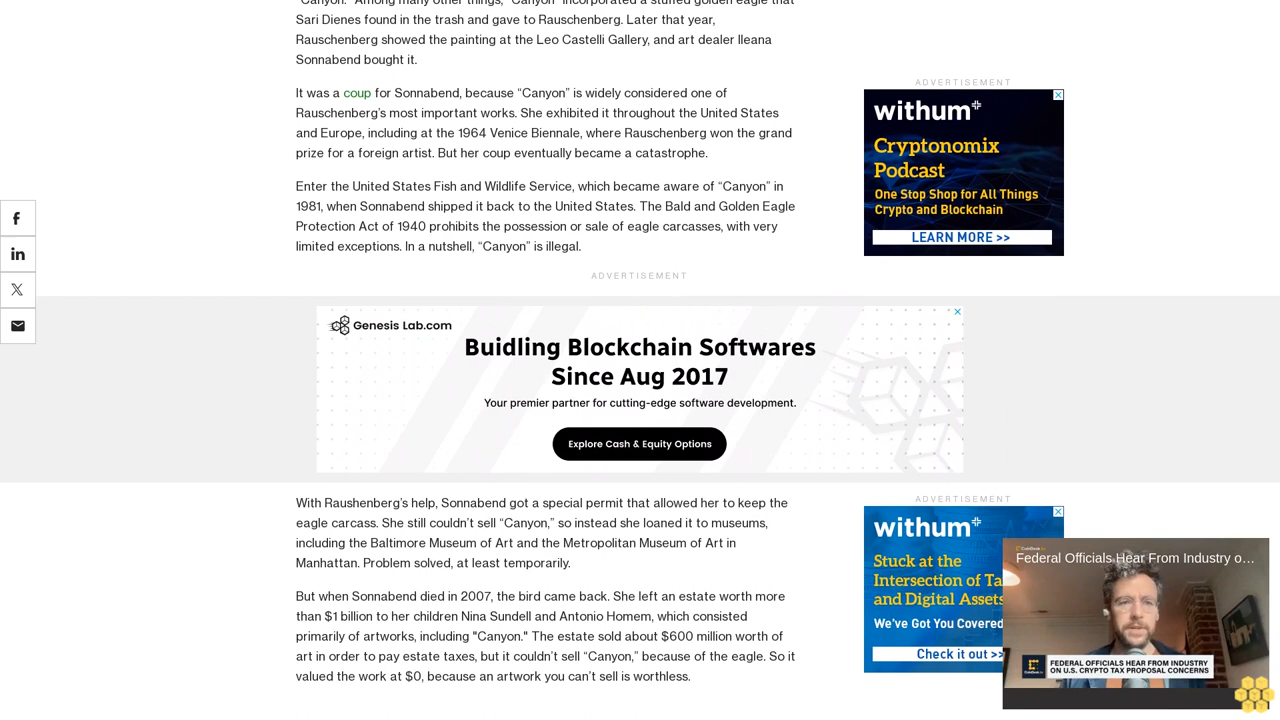 "Canyon." Among many other things, "Canyon" incorporated a stuffed golden eagle that
Sari Dienes found in the trash and gave to Rauschenberg. Later that year,
Rauschenberg showed the painting at the Leo Castelli Gallery, and art dealer Ileana
Sonnabend bought it.
It was a coup for Sonnabend, because “Canyon” is widely considered one of
Rauschenberg’s most important works. She exhibited it throughout the United States
and Europe, including at the 1964 Venice Biennale, where Rauschenberg won the grand
prize for a foreign artist. But her coup eventually became a catastrophe.
Enter the United States Fish and Wildlife Service, which became aware of “Canyon” in
1981, when Sonnabend shipped it back to the United States. The Bald and Golden Eagle
Protection Act of 1940 prohibits the possession or sale of eagle carcasses, with very
limited exceptions. In a nutshell, “Canyon” is illegal.
ADVERTISEMENT
withum
Cryptonomix
Podcast
One Stop Shop for All Things
Crypto and Blockchain
LEARN MORE >>
ADVERTISEMENT
Genesis Lab.com
Buidling Blockchain Softwares
Since Aug 2017
Your premier partner for cutting-edge software development.
Explore Cash & Equity Options
With Raushenberg’s help, Sonnabend got a special permit that allowed her to keep the
eagle carcass. She still couldn’t sell “Canyon,” so instead she loaned it to museums,
including the Baltimore Museum of Art and the Metropolitan Museum of Art in
Manhattan. Problem solved, at least temporarily.
But when Sonnabend died in 2007, the bird came back. She left an estate worth more
than $1 billion to her children Nina Sundell and Antonio Homem, which consisted
primarily of artworks, including "Canyon." The estate sold about $600 million worth of
art in order to pay estate taxes, but it couldn’t sell “Canyon,” because of the eagle. So it
valued the work at $0, because an artwork you can’t sell is worthless.
ADVERTISEMENT
withum
Stuck at the
Intersection of Ta
and Digital Assets
We’ve Got You Covered
Check it out >>
Federal Officials Hear From Industry o…
FEDERAL OFFICIALS HEAR FROM INDUSTRY
ON U.S. CRYPTO TAX PROPOSAL CONCERNS